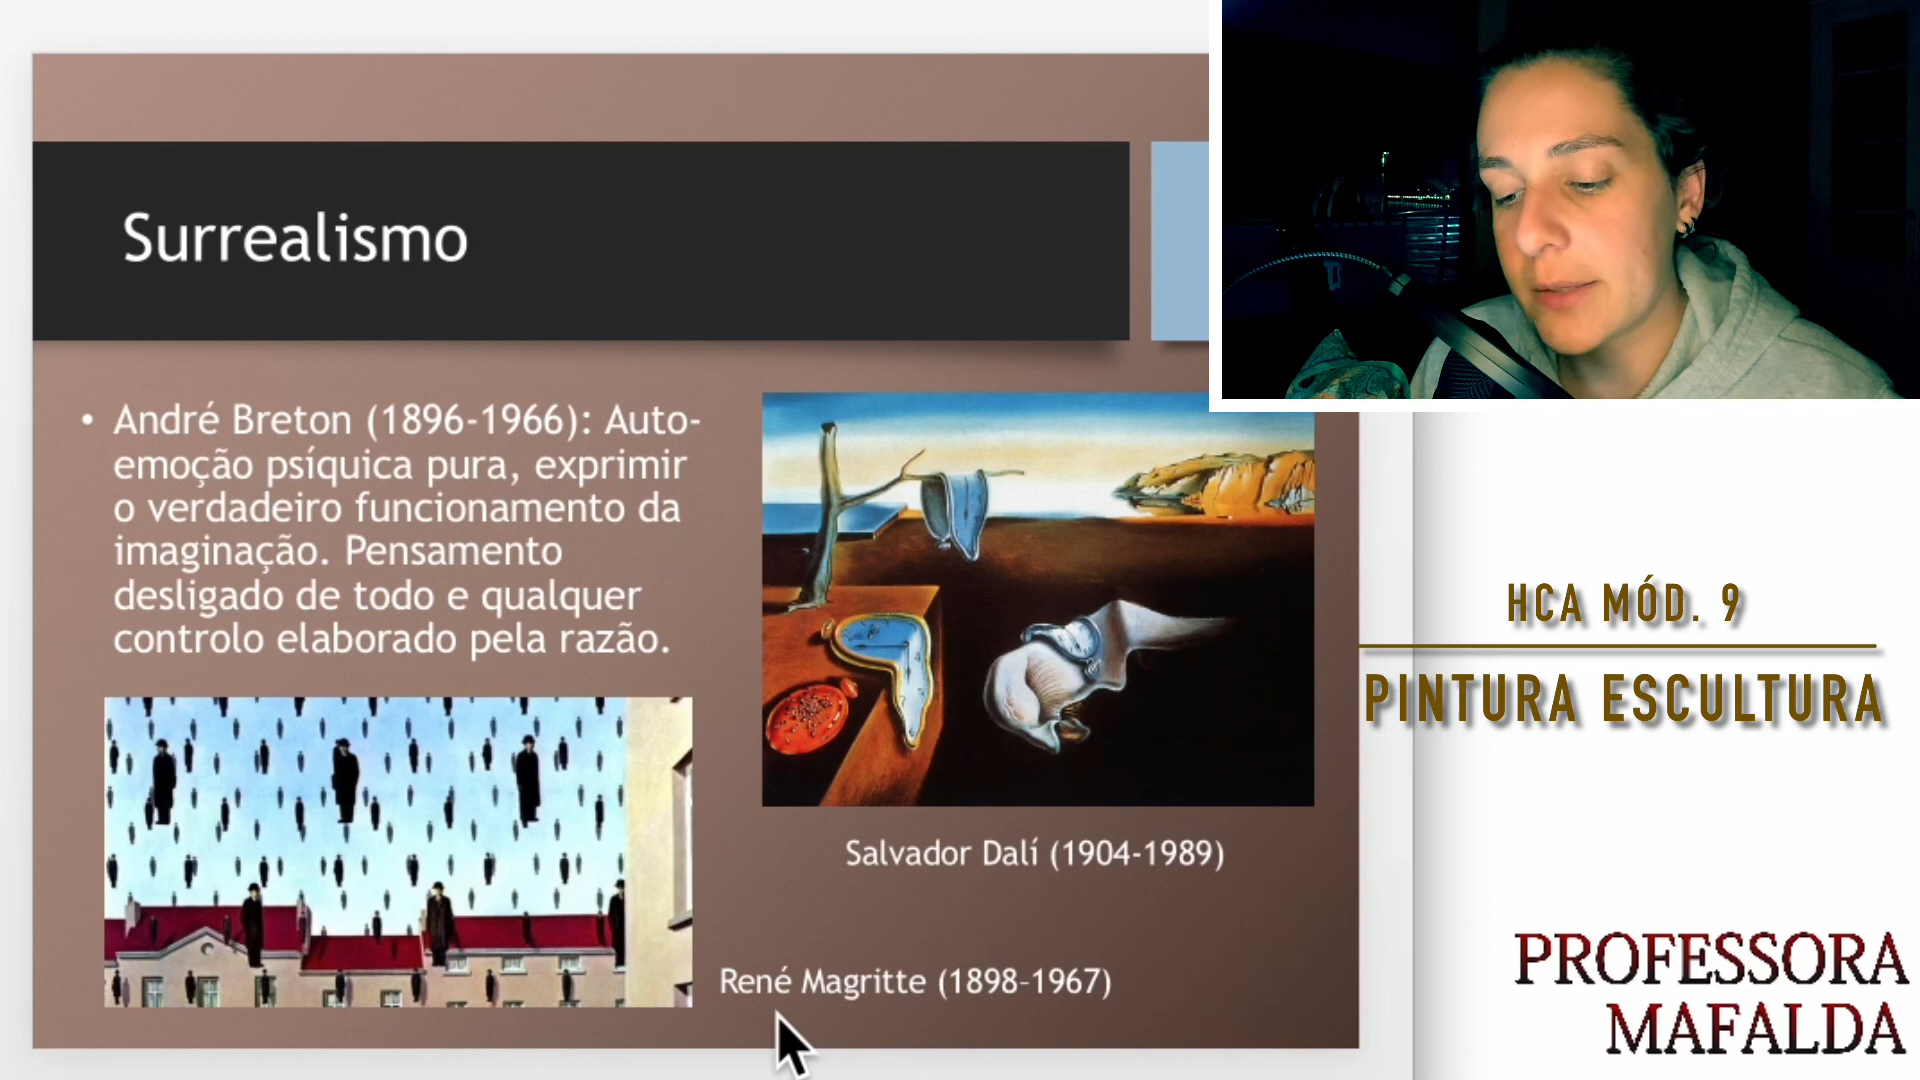 Surrealismo
• André Breton (1896-1966): Auto-
emoção psíquica pura, exprimir
o verdadeiro funcionamento da
imaginação. Pensamento
desligado de todo e qualquer
controlo elaborado pela razão.
Salvador Dalí (1904-1989)
René Magritte (1898–1967)
HCA MÓD. 9
PINTURA ESCULTURA
PROFESSORA
MAFALDA